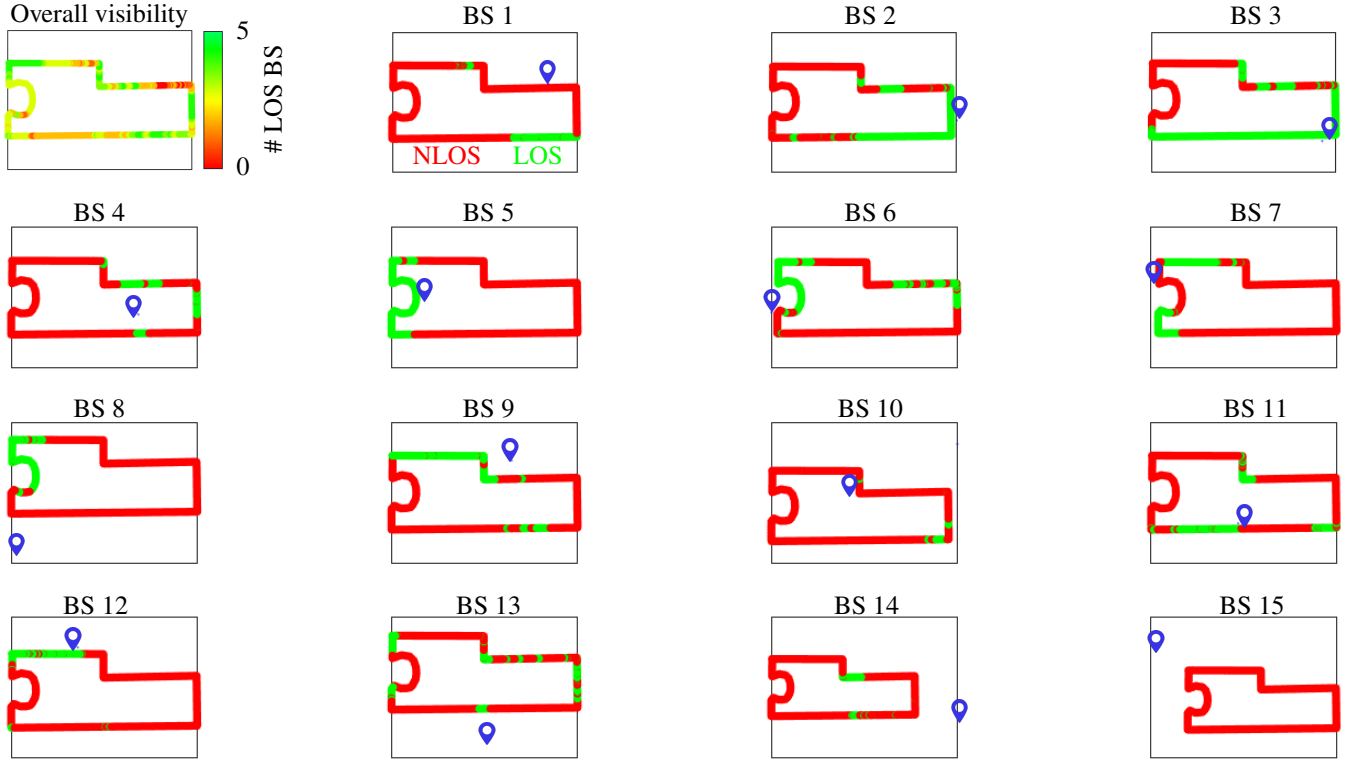 Overall visibility
5
# LOS BS
0
BS 1
NLOS
LOS
BS 2
BS 3
BS 4
BS 5
BS 6
BS 7
BS 8
BS 9
BS 10
BS 11
BS 12
BS 13
BS 14
BS 15